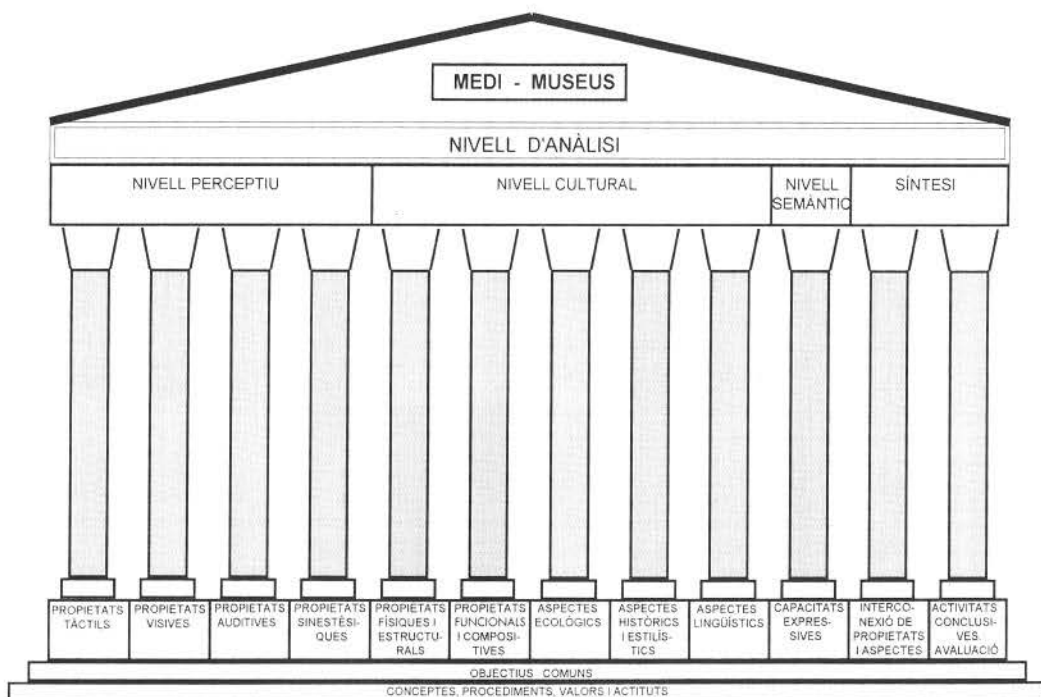 MEDI - MUSEUS
NIVELL D'ANÀLISI
NIVELL PERCEPTIU
NIVELL CULTURAL
NIVELL
SEMÀNTIC
SÍNTESI
PROPIETATS
TÀCTILS
PROPIETATS
VISIVES
PROPIETATS
AUDITIVES
PROPIETATS
SINESTÈSI-
QUES
PROPIETATS
FÍSIQUES I
ESTRUCTU-
RALS
PROPIETATS
FUNCIONALS
I COMPOSI-
TIVES
ASPECTES
ECOLÒGICS
ASPECTES
HISTÒRICS
I ESTILÍS-
TICS
ASPECTES
LINGÜÍSTICS
CAPACITATS
EXPRES-
SIVES
INTERCO-
NEXIÓ DE
PROPIETATS
I ASPECTES
ACTIVITATS
CONCLUSI-
VES.
AVALUACIÓ
OBJECTIUS COMUNS
CONCEPTES, PROCEDIMENTS, VALORS I ACTITUTS